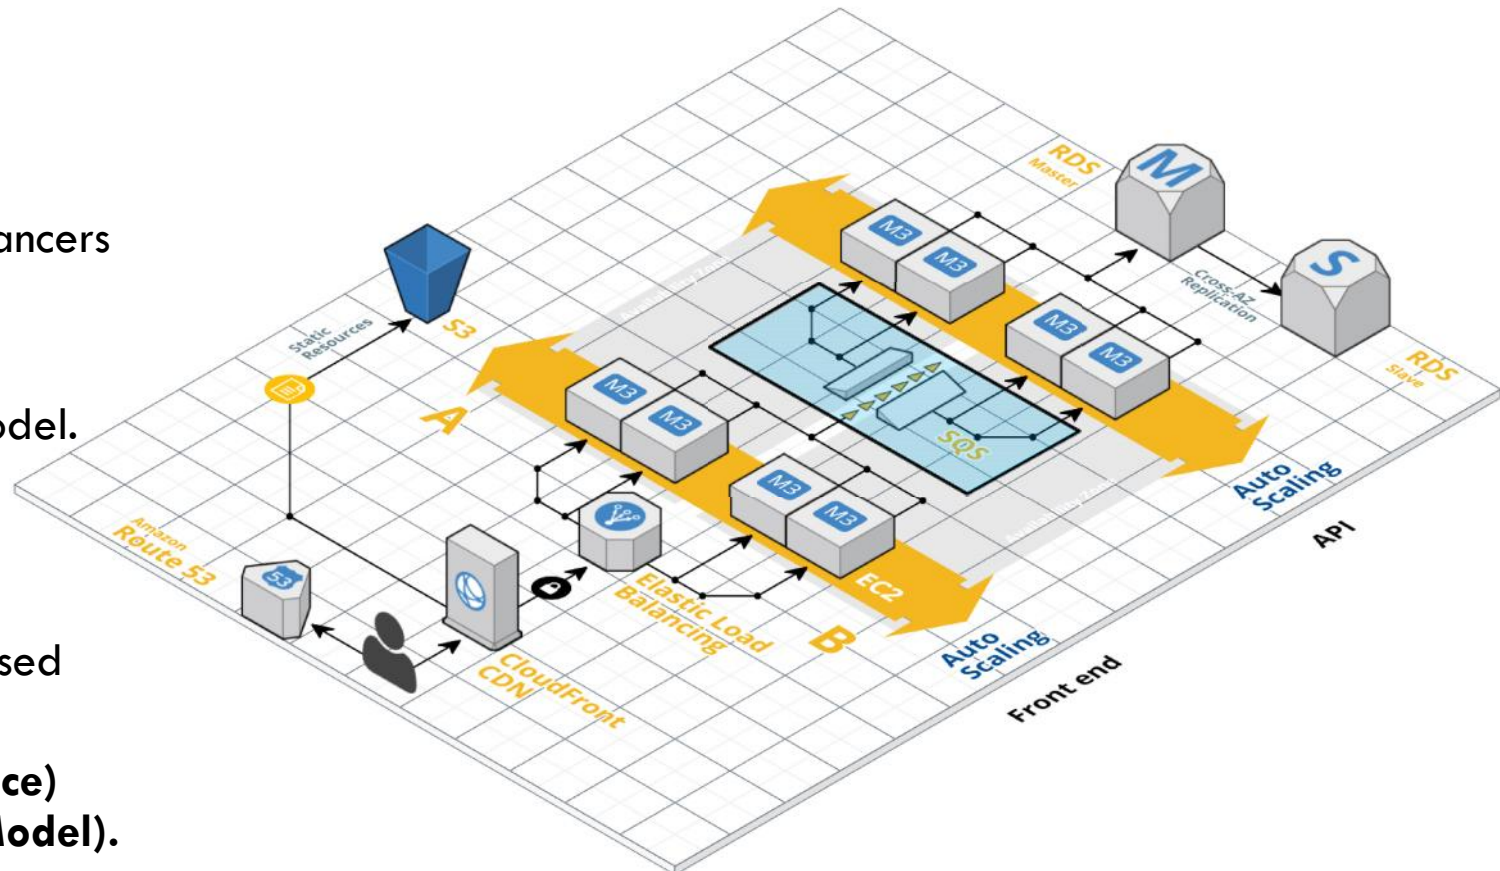 ancers
odel.
sed
ce)
Model).
RDS
Master
M
S
Cross-AZ
Replication
RDS
Slave
M3
M3
M3
M3
Static
Resources
S3
A
M3
M3
SQS
M3
M3
EC2
B
Auto
Scaling
API
Amazon
Route 53
53
Elastic Load
Balancing
CloudFront
CDN
Auto
Scaling
Front end